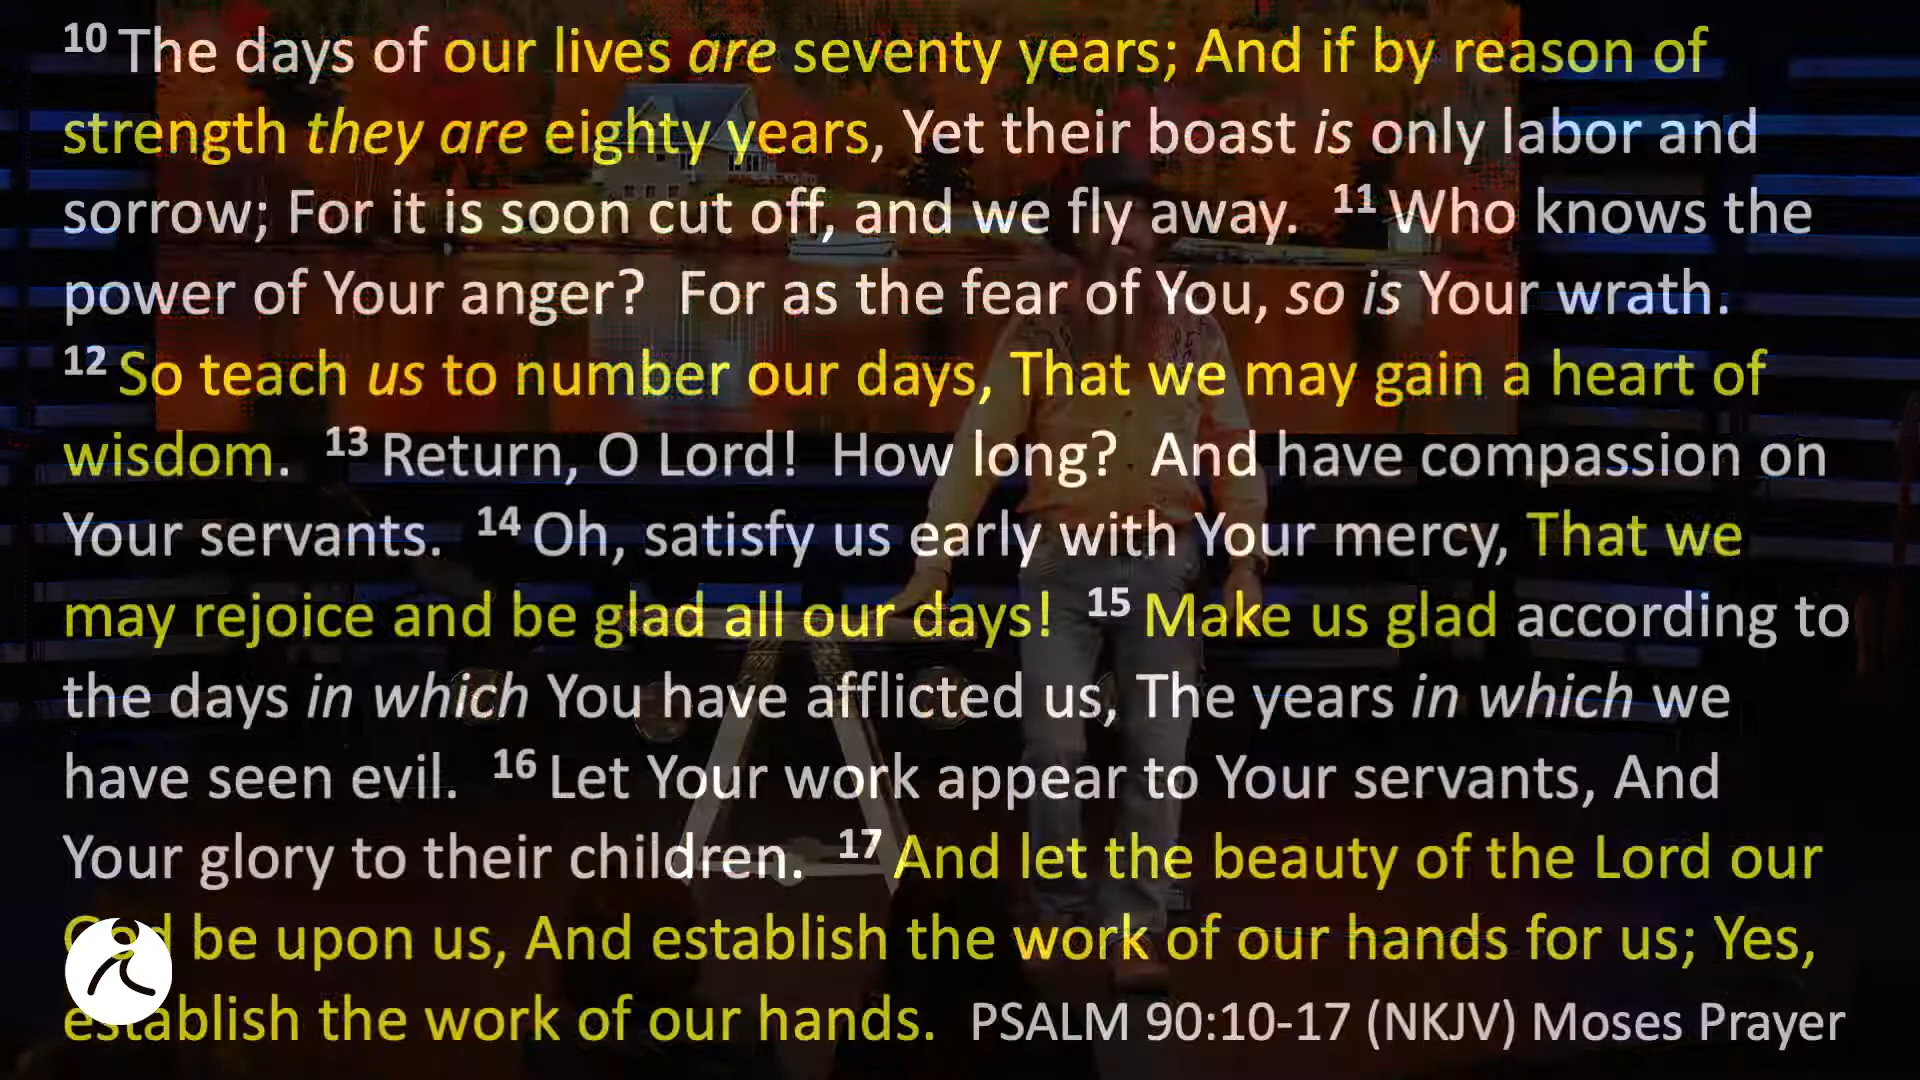 10 The days of our lives are seventy years; And if by reason of
strength they are eighty years, Yet their boast is only labor and
sorrow; For it is soon cut off, and we fly away. 11 Who knows the
power of Your anger? For as the fear of You, so is Your wrath.
12 So teach us to number our days, That we may gain a heart of
wisdom. 13 Return, O Lord! How long? And have compassion on
Your servants. 14 Oh, satisfy us early with Your mercy, That we
may rejoice and be glad all our days! 15 Make us glad according to
the days in which You have afflicted us, The years in which we
have seen evil. 16 Let Your work appear to Your servants, And
Your glory to their children. 17 And let the beauty of the Lord our
God be upon us, And establish the work of our hands for us; Yes,
establish the work of our hands. PSALM 90:10-17 (NKJV) Moses Prayer